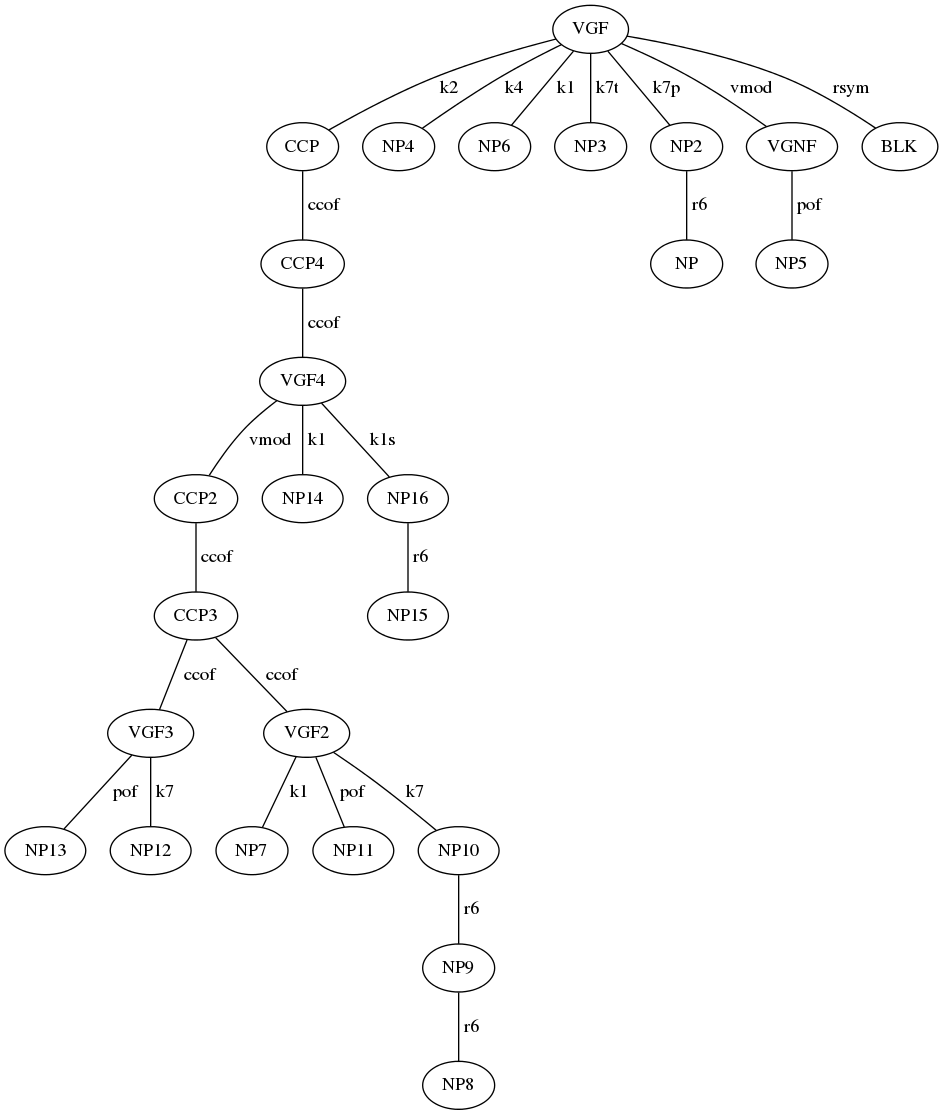 VGF
k2 k4 k1 k7t k7p vmod rsym
CCP NP4 NP6 NP3 NP2 VGNF BLK
ccof r6 pof
CCP4 NP NP5
ccof
VGF4
vmod k1 k1s
CCP2 NP14 NP16
ccof r6
CCP3 NP15
ccof ccof
VGF3 VGF2
pof k7 k1 pof k7
NP13 NP12 NP7 NP11 NP10
r6
NP9
r6
NP8